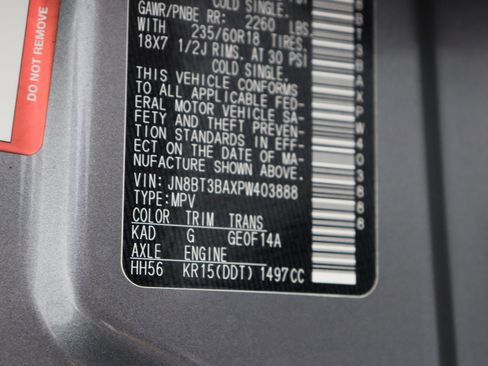 COLD SINGLE.
GAWR/PNBE RR: 2260 LBS.
WITH 235/60R18 TIRES,
18X7 1/2J RIMS, AT 30 PSI
COLD SINGLE.
THIS VEHICLE CONFORMS
TO ALL APPLICABLE FED-
ERAL MOTOR VEHICLE SA-
FETY AND THEFT PREVEN-
TION STANDARDS IN EFF-
ECT ON THE DATE OF MA-
NUFACTURE SHOWN ABOVE.
VIN: JN8BT3BAXPW403888
TYPE: MPV
COLOR TRIM TRANS
KAD G GE0F14A
AXLE ENGINE
HH56 KR15(DDT) 1497CC
DO NOT REMOVE